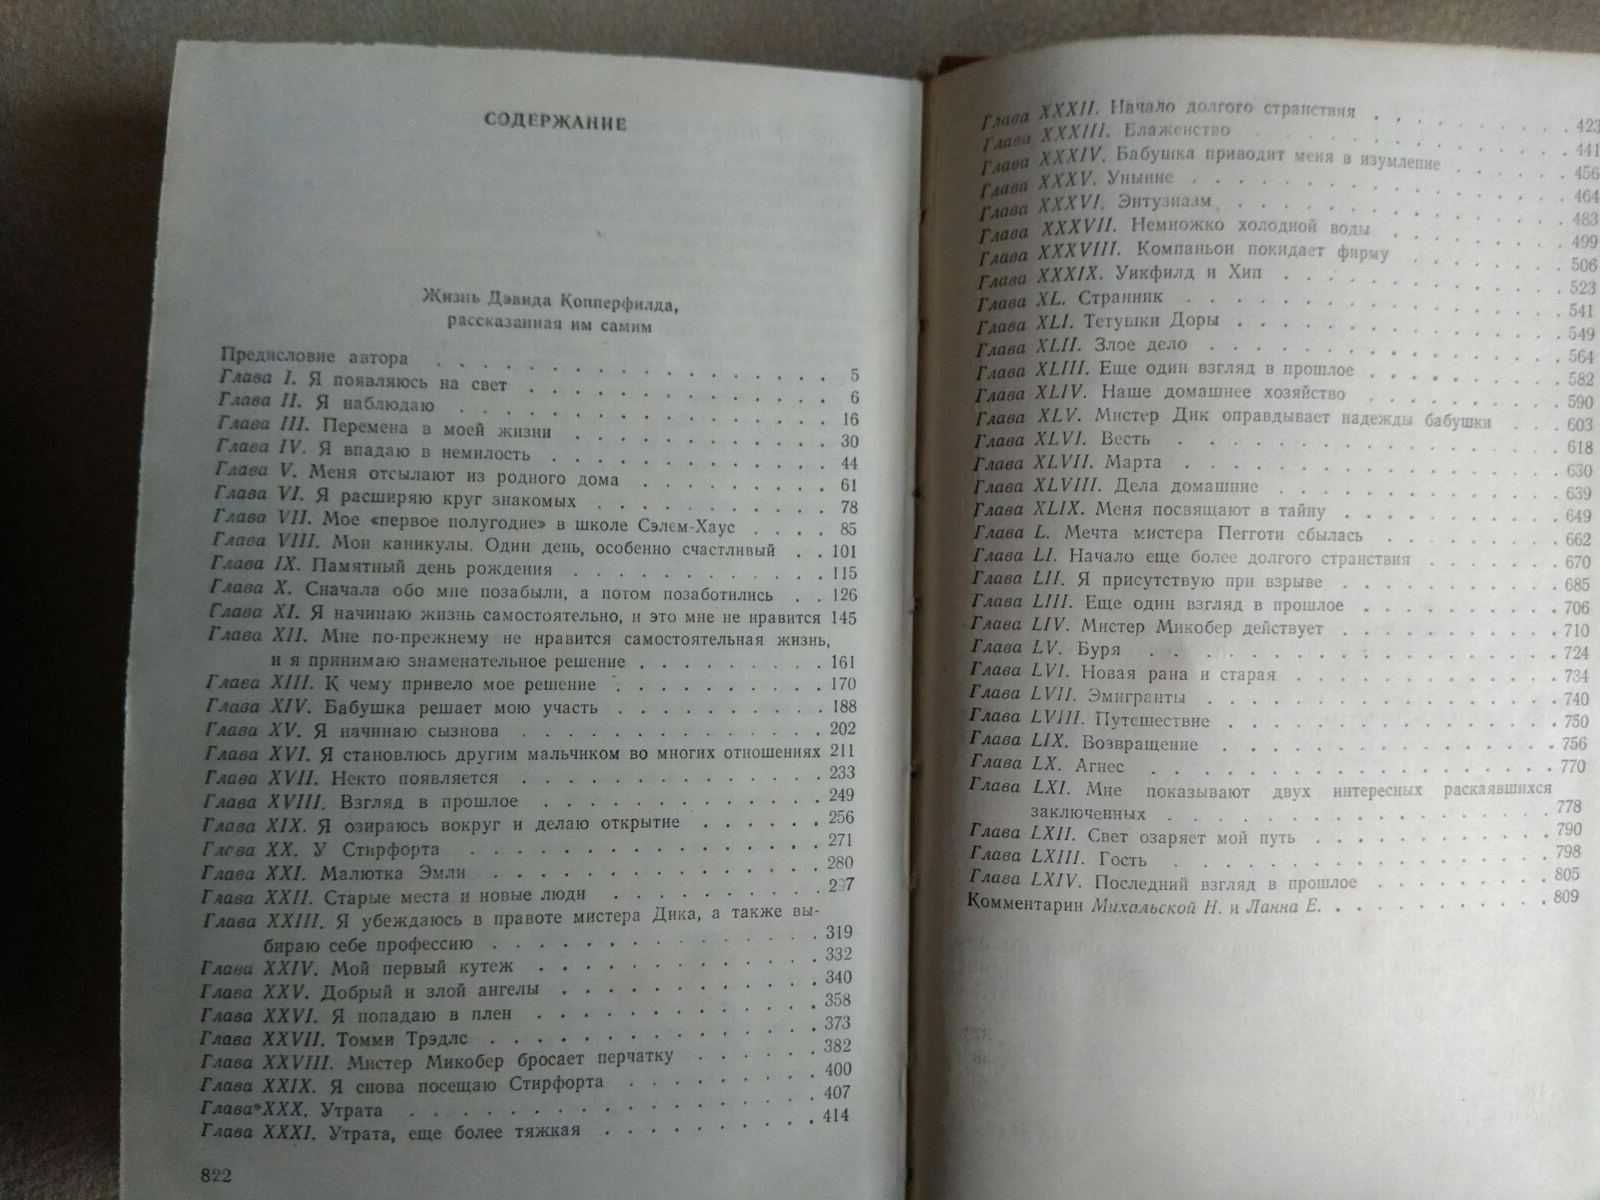 СОДЕРЖАНИЕ
Жизнь Дэвида Копперфилда,
рассказанная им самим
Предисловие автора . . . . . . . . . . . . . . . . 5
Глава I. Я появляюсь на свет . . . . . . . . . . . . . 6
Глава II. Я наблюдаю . . . . . . . . . . . . . . . . 16
Глава III. Перемена в моей жизни . . . . . . . . . . . 30
Глава IV. Я впадаю в немилость . . . . . . . . . . . . 44
Глава V. Меня отсылают из родного дома . . . . . . . . 61
Глава VI. Я расширяю круг знакомых . . . . . . . . . . 78
Глава VII. Мое «первое полугодие» в школе Сэлем-Хаус . . . . 85
Глава VIII. Мои каникулы. Один день, особенно счастливый . . 101
Глава IX. Памятный день рождения . . . . . . . . . . . 115
Глава X. Сначала обо мне позабыли, а потом позаботились . . 126
Глава XI. Я начинаю жизнь самостоятельно, и это мне не нравится 145
Глава XII. Мне по-прежнему не нравится самостоятельная жизнь,
и я принимаю знаменательное решение . . . . . . . . . 161
Глава XIII. К чему привело мое решение . . . . . . . . . 170
Глава XIV. Бабушка решает мою участь . . . . . . . . . . 188
Глава XV. Я начинаю сызнова . . . . . . . . . . . . . 202
Глава XVI. Я становлюсь другим мальчиком во многих отношениях 211
Глава XVII. Некто появляется . . . . . . . . . . . . . 233
Глава XVIII. Взгляд в прошлое . . . . . . . . . . . . . 249
Глава XIX. Я озираюсь вокруг и делаю открытие . . . . . . 256
Глава XX. У Стирфорта . . . . . . . . . . . . . . . 271
Глава XXI. Малютка Эмли . . . . . . . . . . . . . . 280
Глава XXII. Старые места и новые люди . . . . . . . . . 297
Глава XXIII. Я убеждаюсь в правоте мистера Дика, а также вы-
бираю себе профессию . . . . . . . . . . . . . . . 319
Глава XXIV. Мой первый кутеж . . . . . . . . . . . . . 332
Глава XXV. Добрый и злой ангелы . . . . . . . . . . . . 340
Глава XXVI. Я попадаю в плен . . . . . . . . . . . . . 358
Глава XXVII. Томми Трэдлс . . . . . . . . . . . . . . 373
Глава XXVIII. Мистер Микобер бросает перчатку . . . . . . 382
Глава XXIX. Я снова посещаю Стирфорта . . . . . . . . . 400
Глава XXX. Утрата . . . . . . . . . . . . . . . . . 407
Глава XXXI. Утрата, еще более тяжкая . . . . . . . . . . 414
822
Глава XXXII. Начало долгого странствия . . . . . . . . . 423
Глава XXXIII. Блаженство . . . . . . . . . . . . . . 441
Глава XXXIV. Бабушка приводит меня в изумление . . . . . . 456
Глава XXXV. Уныние . . . . . . . . . . . . . . . . 464
Глава XXXVI. Энтузиазм . . . . . . . . . . . . . . . 483
Глава XXXVII. Немножко холодной воды . . . . . . . . . 499
Глава XXXVIII. Компаньон покидает фирму . . . . . . . . 506
Глава XXXIX. Уикфилд и Хип . . . . . . . . . . . . . 523
Глава XL. Странник . . . . . . . . . . . . . . . . 541
Глава XLI. Тетушки Доры . . . . . . . . . . . . . . 549
Глава XLII. Злое дело . . . . . . . . . . . . . . . 564
Глава XLIII. Еще один взгляд в прошлое . . . . . . . . . 582
Глава XLIV. Наше домашнее хозяйство . . . . . . . . . . 590
Глава XLV. Мистер Дик оправдывает надежды бабушки . . . 603
Глава XLVI. Весть . . . . . . . . . . . . . . . . . 618
Глава XLVII. Марта . . . . . . . . . . . . . . . . 630
Глава XLVIII. Дела домашние . . . . . . . . . . . . . 639
Глава XLIX. Меня посвящают в тайну . . . . . . . . . . 649
Глава L. Мечта мистера Пегготи сбылась . . . . . . . . . 662
Глава LI. Начало еще более долгого странствия . . . . . . . 670
Глава LII. Я присутствую при взрыве . . . . . . . . . . 685
Глава LIII. Еще один взгляд в прошлое . . . . . . . . . 706
Глава LIV. Мистер Микобер действует . . . . . . . . . . 710
Глава LV. Буря . . . . . . . . . . . . . . . . . . 724
Глава LVI. Новая рана и старая . . . . . . . . . . . . 734
Глава LVII. Эмигранты . . . . . . . . . . . . . . . 740
Глава LVIII. Путешествие . . . . . . . . . . . . . . 750
Глава LIX. Возвращение . . . . . . . . . . . . . . . 756
Глава LX. Агнес . . . . . . . . . . . . . . . . . 770
Глава LXI. Мне показывают двух интересных раскаявшихся
заключенных . . . . . . . . . . . . . . . . . . 778
Глава LXII. Свет озаряет мой путь . . . . . . . . . . . 790
Глава LXIII. Гость . . . . . . . . . . . . . . . . 798
Глава LXIV. Последний взгляд в прошлое . . . . . . . . . 805
Комментарии Михальской Н. и Ланна Е. . . . . . . . . . . 809